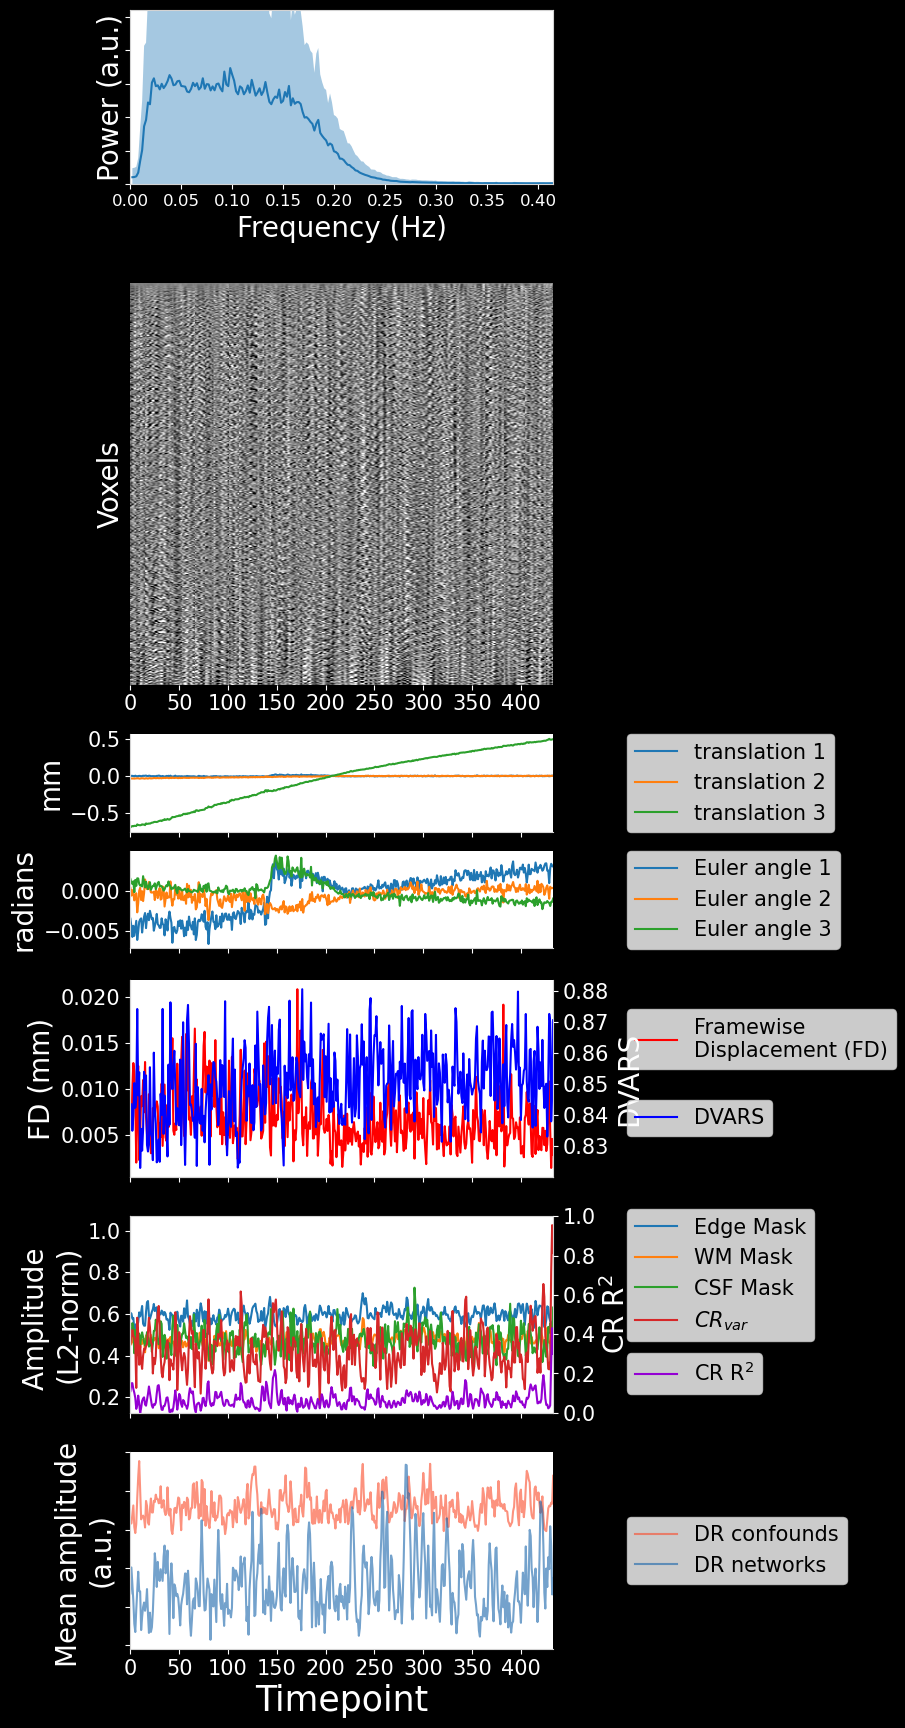 Power (a.u.)
0.00 0.05 0.10 0.15 0.20 0.25 0.30 0.35 0.40
Frequency (Hz)
Voxels
0 50 100 150 200 250 300 350 400
mm
0.5
0.0
−0.5
translation 1
translation 2
translation 3
radians
0.000
−0.005
Euler angle 1
Euler angle 2
Euler angle 3
FD (mm)
0.020
0.015
0.010
0.005
0.88
0.87
0.86
0.85
0.84
0.83
DVARS
Framewise
Displacement (FD)
DVARS
Amplitude
(L2-norm)
1.0
0.8
0.6
0.4
0.2
1.0
0.8
0.6
0.4
0.2
0.0
CR R²
Edge Mask
WM Mask
CSF Mask
CR_var
CR R²
Mean amplitude
(a.u.)
DR confounds
DR networks
0 50 100 150 200 250 300 350 400
Timepoint